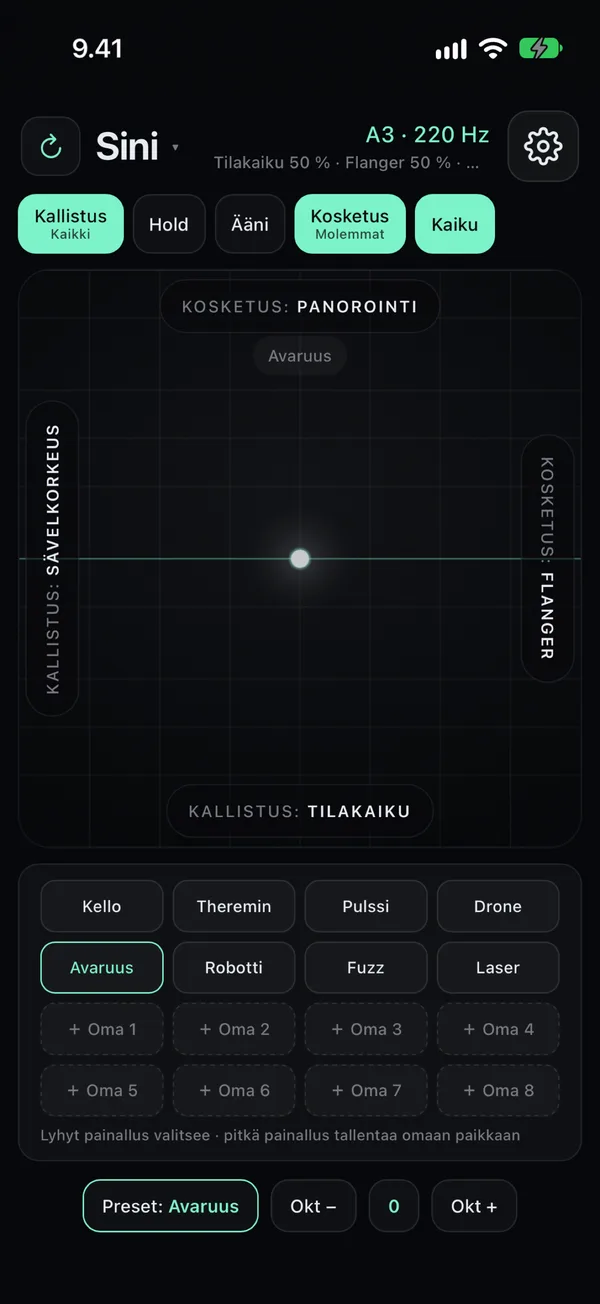 9.41
Sini ▾
A3 · 220 Hz
Tilakaiku 50 % · Flanger 50 % · ...
Kallistus
Kaikki
Hold
Ääni
Kosketus
Molemmat
Kaiku
KOSKETUS: PANOROINTI
Avaruus
KALLISTUS: SÄVELKORKEUS
KOSKETUS: FLANGER
KALLISTUS: TILAKAIKU
Kello Theremin Pulssi Drone
Avaruus Robotti Fuzz Laser
+ Oma 1 + Oma 2 + Oma 3 + Oma 4
+ Oma 5 + Oma 6 + Oma 7 + Oma 8
Lyhyt painallus valitsee · pitkä painallus tallentaa omaan paikkaan
Preset: Avaruus Okt – 0 Okt +